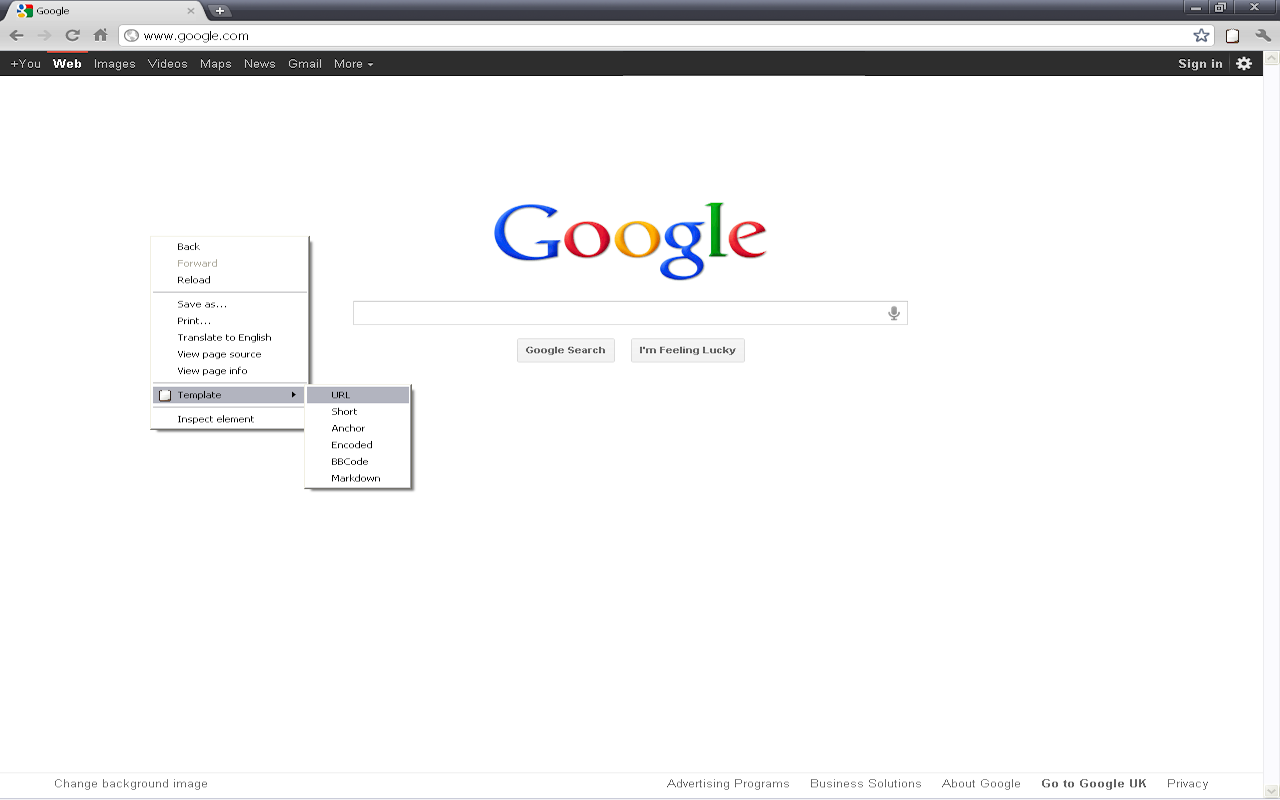 Google
www.google.com
+You Web Images Videos Maps News Gmail More Sign in
Google
Back
Forward
Reload
Save as...
Print...
Translate to English
View page source
View page info
Template
Inspect element
URL
Short
Anchor
Encoded
BBCode
Markdown
Google Search I'm Feeling Lucky
Change background image Advertising Programs Business Solutions About Google Go to Google UK Privacy